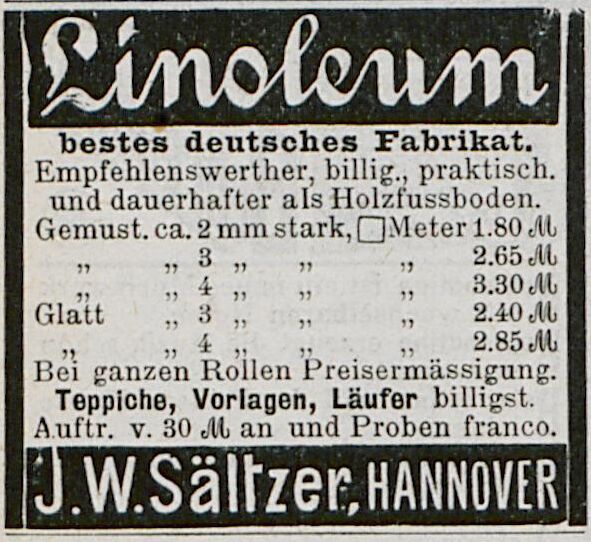 Linoleum
bestes deutsches Fabrikat.
Empfehlenswerther, billig., praktisch.
und dauerhafter als Holzfussboden.
Gemust. ca. 2 mm stark, □Meter 1.80 ℳ
„ „ 3 „ „ „ 2.65 ℳ
„ „ 4 „ „ „ 3.30 ℳ
Glatt „ 3 „ „ „ 2.40 ℳ
„ „ 4 „ „ „ 2.85 ℳ
Bei ganzen Rollen Preisermässigung.
Teppiche, Vorlagen, Läufer billigst.
Auftr. v. 30 ℳ an und Proben franco.
J. W. Sältzer, HANNOVER